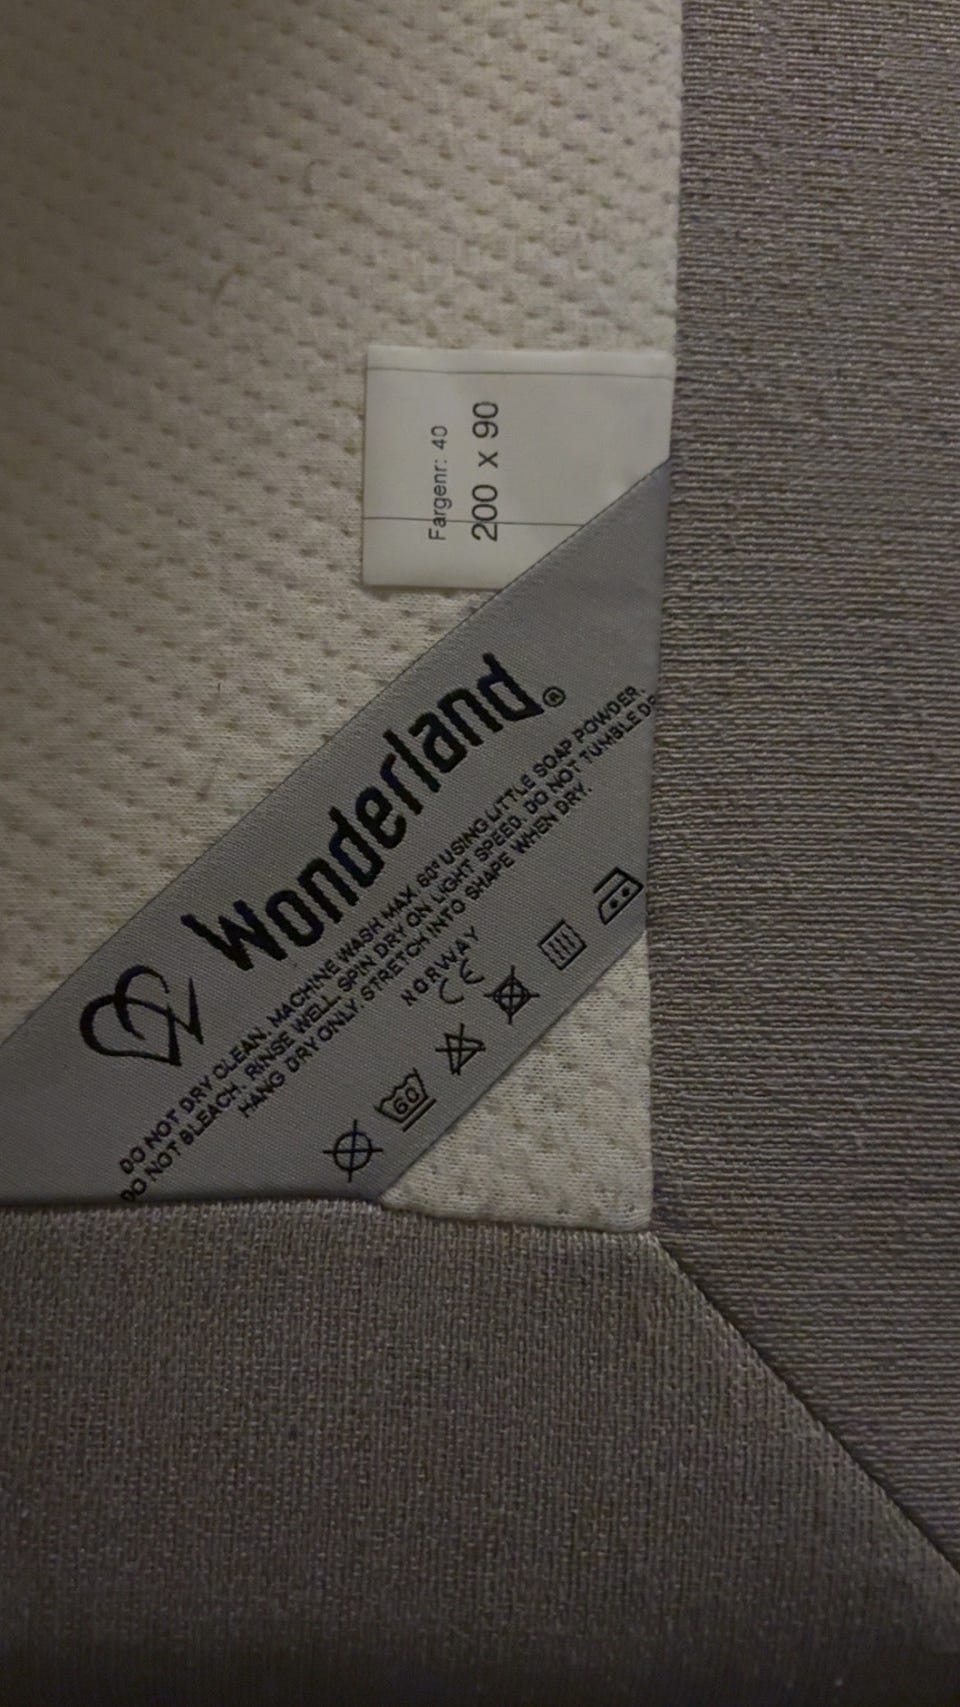 Fargenr: 40
200 x 90
Wonderland®
DO NOT DRY CLEAN. MACHINE WASH MAX. 60° USING LITTLE SOAP POWDER.
DO NOT BLEACH. RINSE WELL. SPIN DRY ON LIGHT SPEED. DO NOT TUMBLE
HANG DRY ONLY. STRETCH INTO SHAPE WHEN DRY.
NORWAY
CE
60